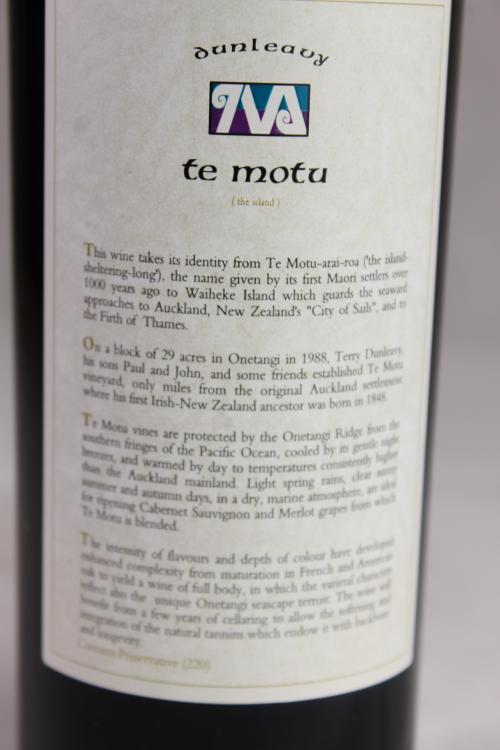 dunleavy
te motu
(the island)
This wine takes its identity from Te Motu-arai-roa ('the island-
sheltering-long'), the name given by its first Maori settlers over
1000 years ago to Waiheke Island which guards the seaward
approaches to Auckland, New Zealand's "City of Sails", and to
the Firth of Thames.
On a block of 29 acres in Onetangi in 1988, Terry Dunleavy,
his sons Paul and John, and some friends established Te Motu
vineyard, only miles from the original Auckland settlement
where his first Irish-New Zealand ancestor was born in 1848.
Te Motu vines are protected by the Onetangi Ridge from the
southern fringes of the Pacific Ocean, cooled by its gentle night
breezes, and warmed by day to temperatures consistently higher
than the Auckland mainland. Light spring rains, clear sunny
summer and autumn days, in a dry, marine atmosphere, are ideal
for ripening Cabernet Sauvignon and Merlot grapes from which
Te Motu is blended.
The intensity of flavours and depth of colour have developed
enhanced complexity from maturation in French and American
oak to yield a wine of full body, in which the varietal characters
reflect also the unique Onetangi seascape terroir. The wine will
benefit from a few years of cellaring to allow the softening and
integration of the natural tannins which endow it with backbone
and longevity.
Contains Preservative (220)